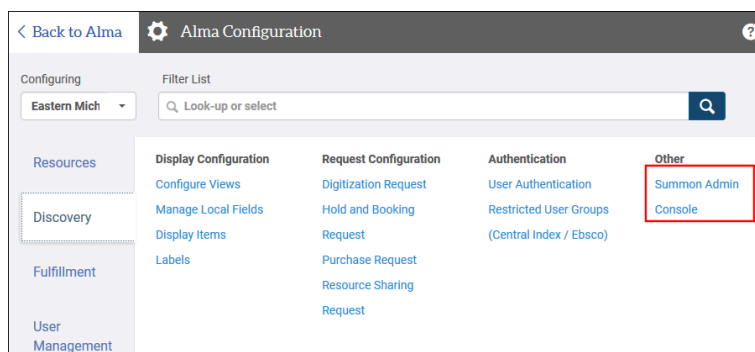 < Back to Alma
Alma Configuration
?
Configuring
Filter List
Eastern Mich
Look-up or select
Resources
Discovery
Fulfillment
User
Management
Display Configuration
Configure Views
Manage Local Fields
Display Items
Labels
Request Configuration
Digitization Request
Hold and Booking
Request
Purchase Request
Resource Sharing
Request
Authentication
User Authentication
Restricted User Groups
(Central Index / Ebsco)
Other
Summon Admin
Console